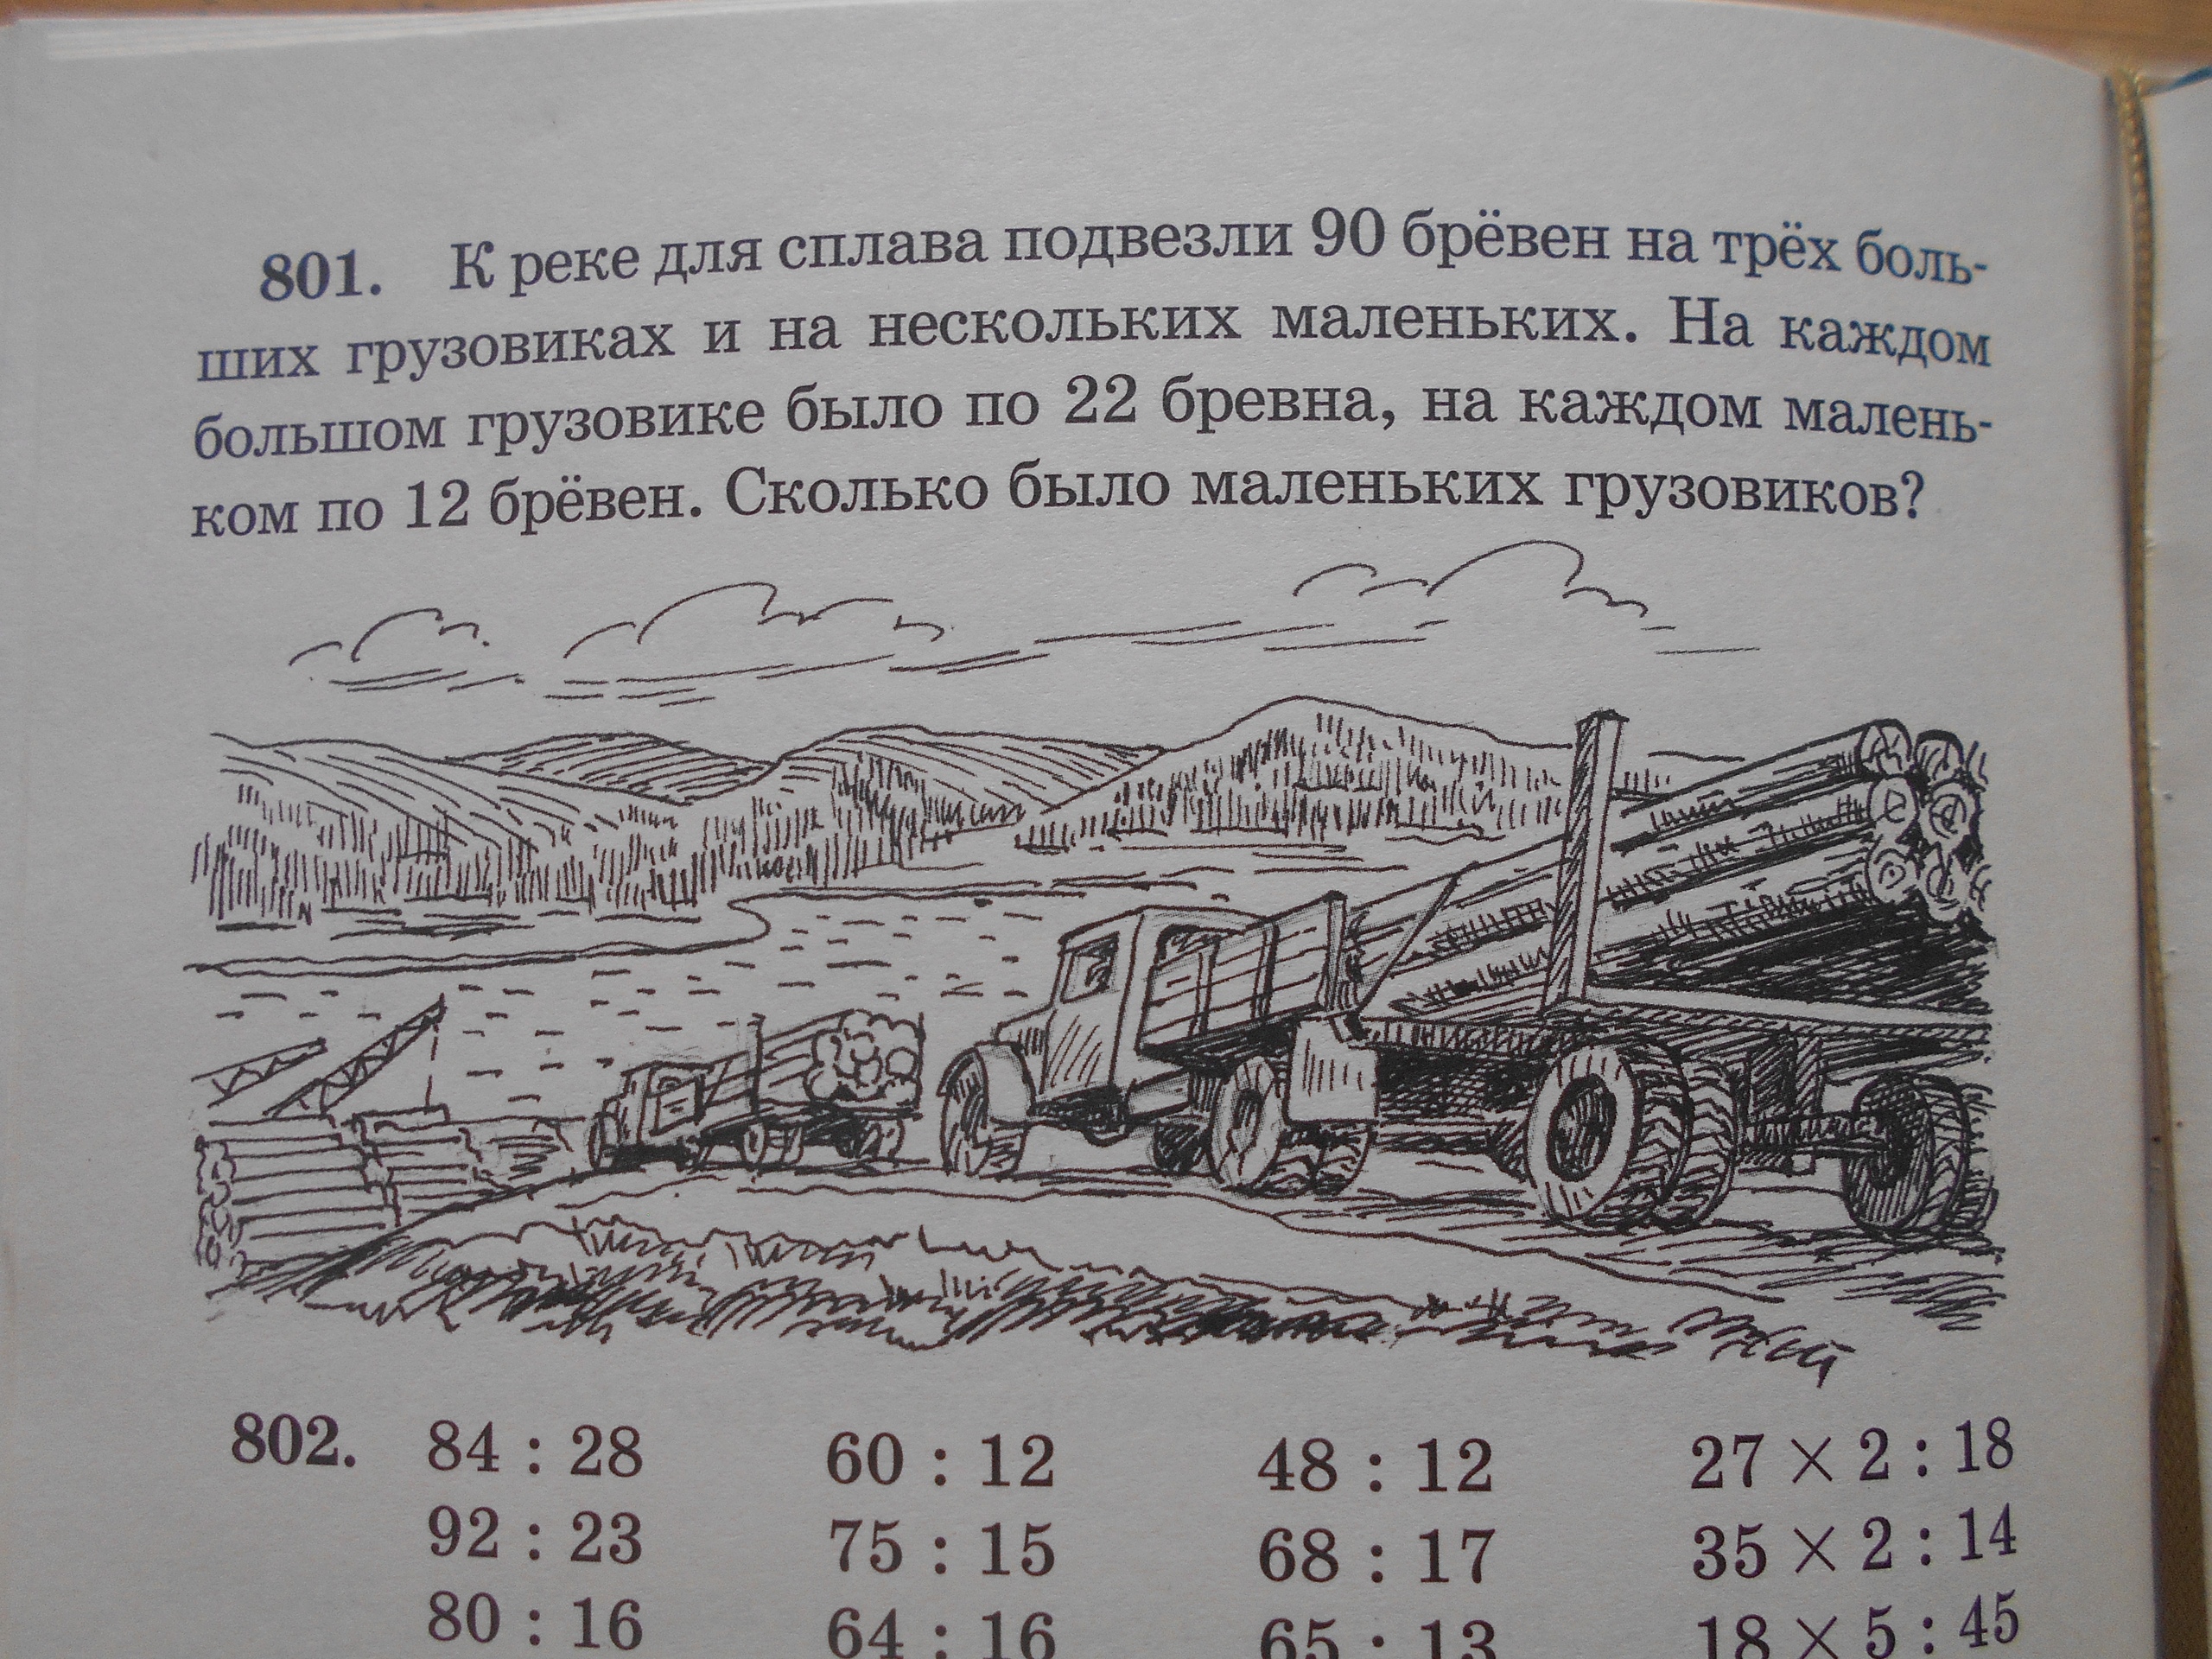 801. К реке для сплава подвезли 90 брёвен на трёх боль-
ших грузовиках и на нескольких маленьких. На каждом
большом грузовике было по 22 бревна, на каждом малень-
ком по 12 брёвен. Сколько было маленьких грузовиков?
802. 84 : 28 60 : 12 48 : 12 27 × 2 : 18
92 : 23 75 : 15 68 : 17 35 × 2 : 14
80 : 16 64 : 16 65 : 13 18 × 5 : 45